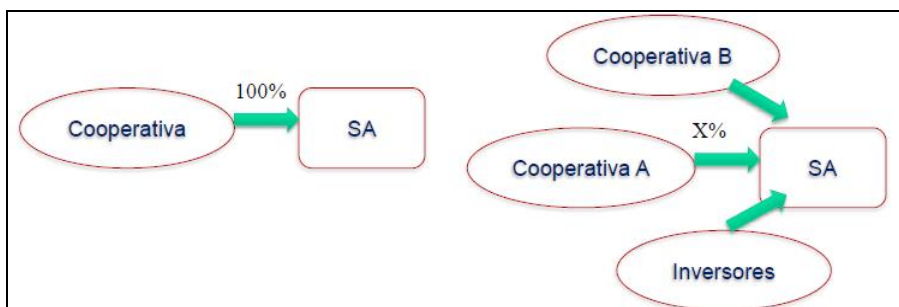 100%
Cooperativa
SA
Cooperativa B
X%
Cooperativa A
SA
Inversores